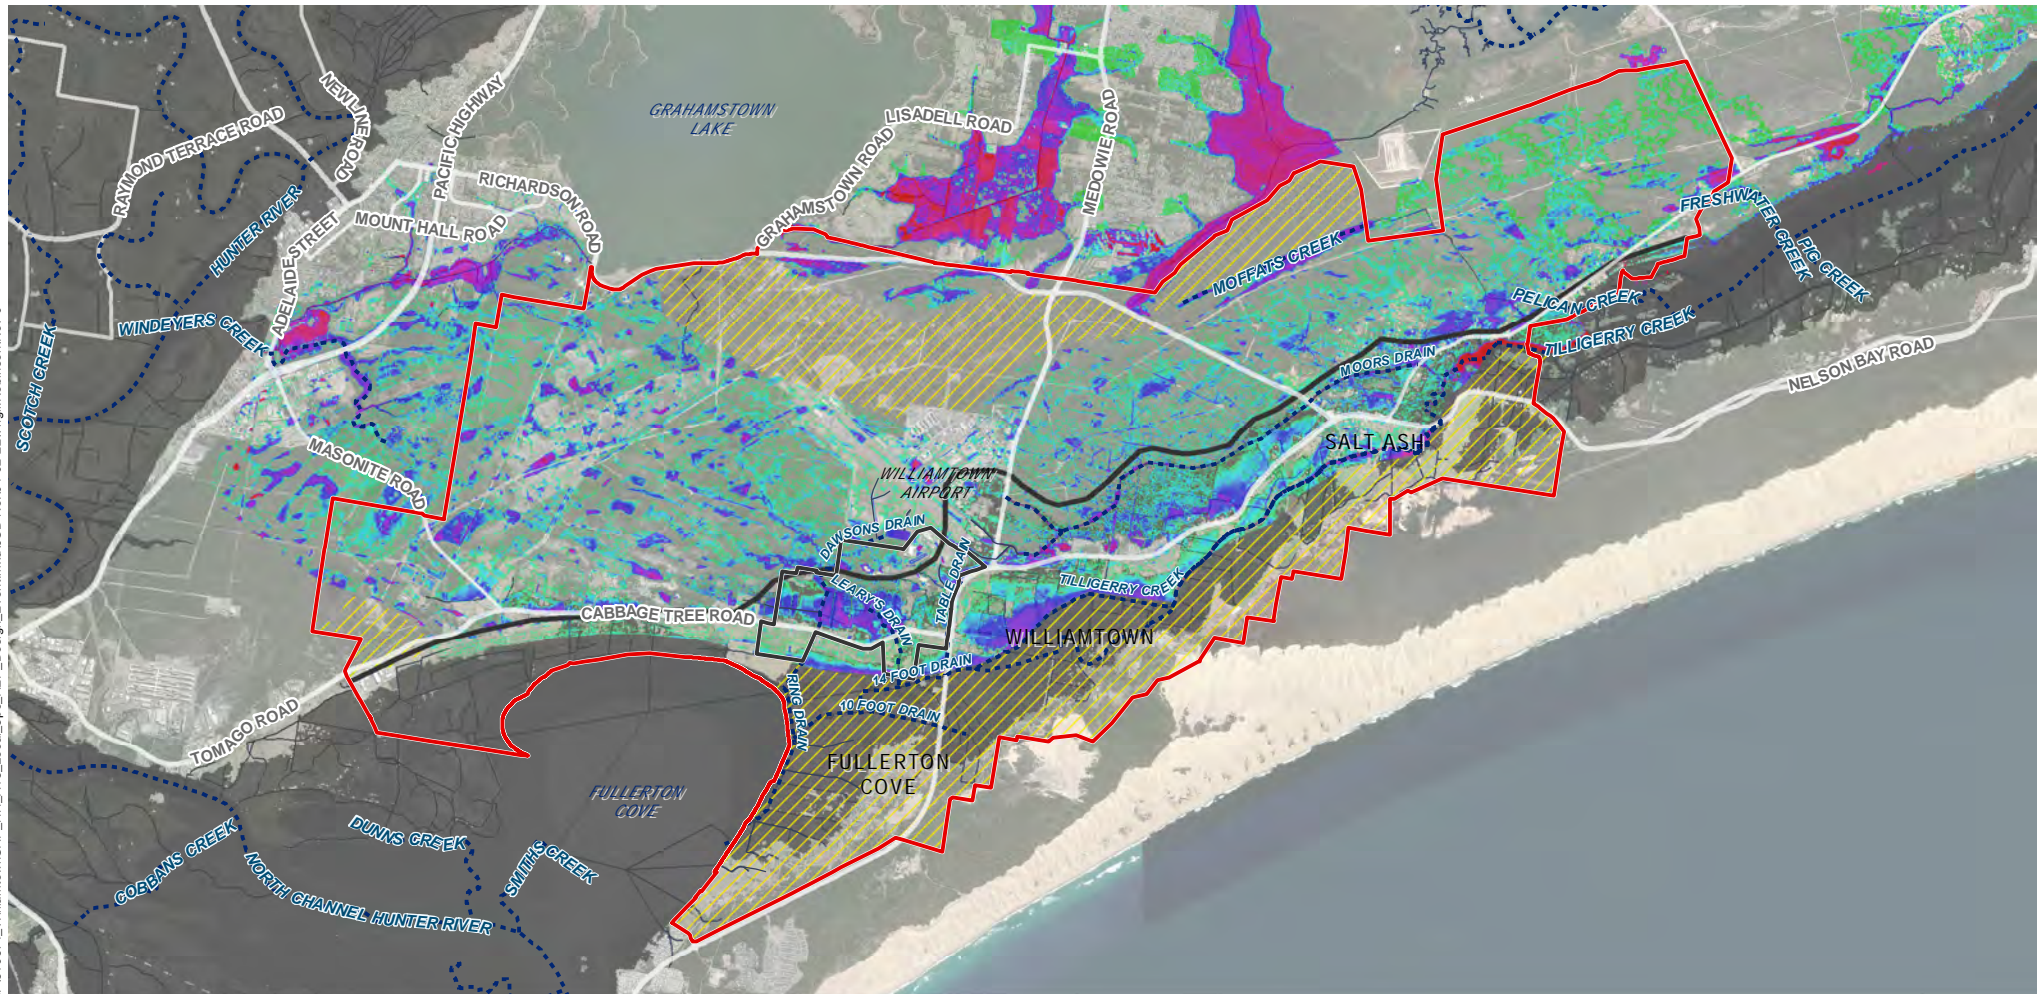 GRAHAMSTOWN
LAKE
NEWLINE ROAD
PACIFIC HIGHWAY
RAYMOND TERRACE ROAD
LISADELL ROAD
GRAHAMSTOWN ROAD
MEDOWIE ROAD
RICHARDSON ROAD
MOUNT HALL ROAD
HUNTER RIVER
ADELAIDE STREET
FRESHWATER CREEK
PIG CREEK
MOFFATS CREEK
PELICAN CREEK
TILLIGERRY CREEK
WINDEYERS CREEK
SCOTCH CREEK
MOORS DRAIN
NELSON BAY ROAD
MASONITE ROAD
SALT ASH
WILLIAMTOWN
AIRPORT
DAWSONS DRAIN
LEARY'S DRAIN
TABLE DRAIN
TILLIGERRY CREEK
CABBAGE TREE ROAD
WILLIAMTOWN
14 FOOT DRAIN
RING DRAIN
10 FOOT DRAIN
TOMAGO ROAD
FULLERTON
COVE
FULLERTON
COVE
DUNNS CREEK
SMITHS CREEK
COBBANS CREEK
NORTH CHANNEL HUNTER RIVER